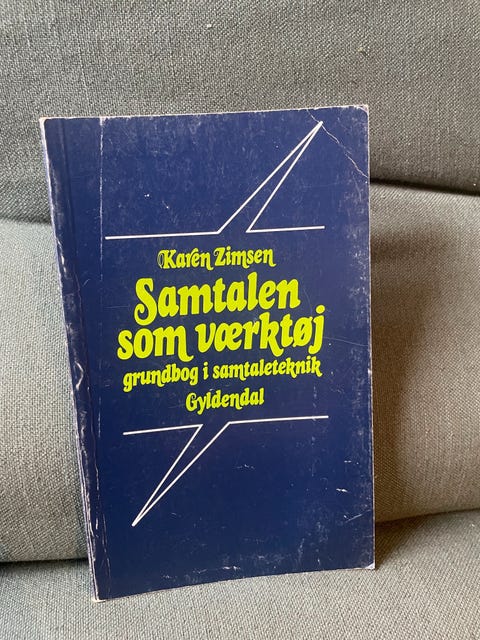 Karen Zimsen
Samtalen
som værktøj
grundbog i samtaleteknik
Gyldendal